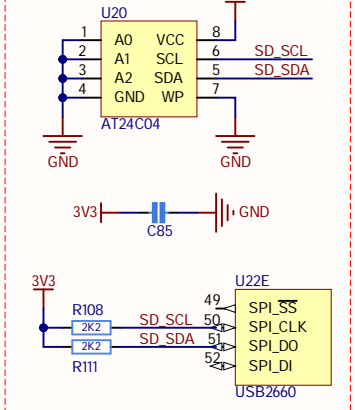 U20
1 A0 VCC 8
2 A1 SCL 6 SD_SCL
3 A2 SDA 5 SD_SDA
4 GND WP 7
AT24C04
GND GND
3V3 GND
C85
3V3 U22E
49 SPI_SS
R108
2K2 SD_SCL 50 SPI_CLK
2K2 SD_SDA 51 SPI_DO
R111 52 SPI_DI
USB2660